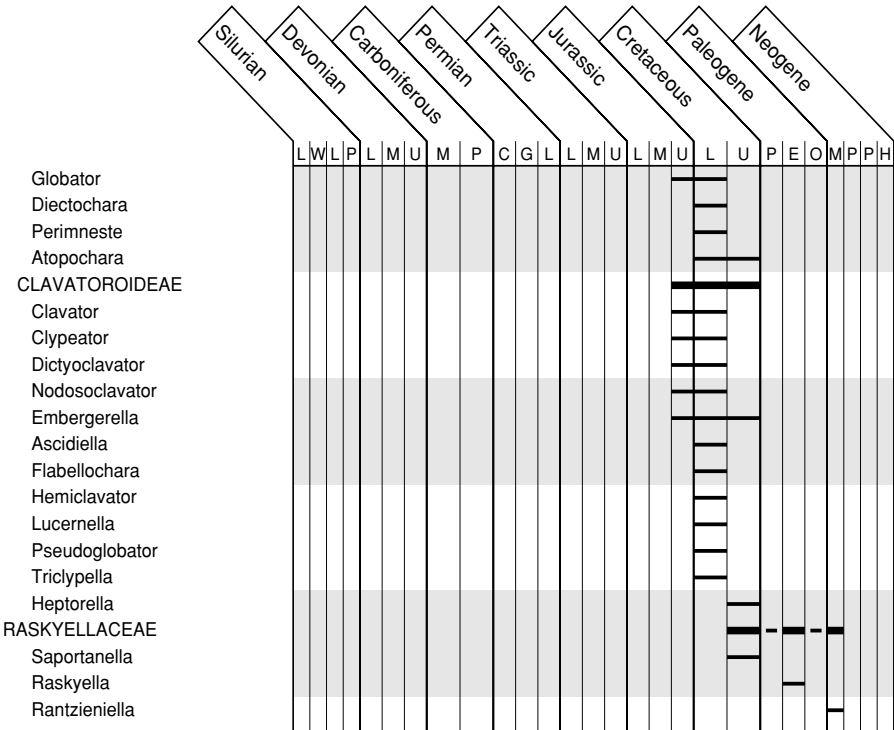 Silurian
Devonian
Carboniferous
Permian
Triassic
Jurassic
Cretaceous
Paleogene
Neogene
L W L P L M U M P C G L L M U L M U L U P E O M P P H
Globator
Diectochara
Perimneste
Atopochara
CLAVATOROIDEAE
Clavator
Clypeator
Dictyoclavator
Nodosoclavator
Embergerella
Ascidiella
Flabellochara
Hemiclavator
Lucernella
Pseudoglobator
Triclypella
Heptorella
RASKYELLACEAE
Saportanella
Raskyella
Rantzieniella